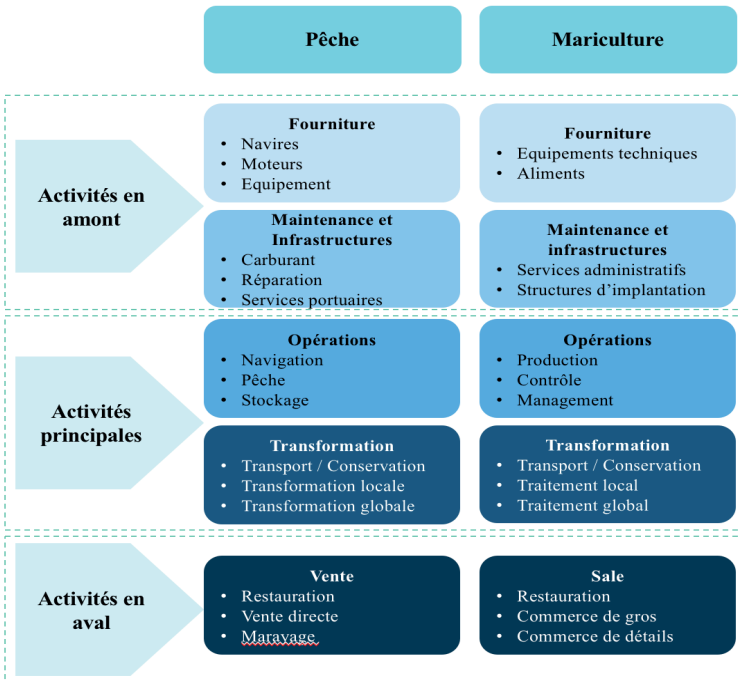 Pêche
Mariculture
Activités en
amont
Fourniture
• Navires
• Moteurs
• Equipement
Fourniture
• Equipements techniques
• Aliments
Maintenance et
Infrastructures
• Carburant
• Réparation
• Services portuaires
Maintenance et
infrastructures
• Services administratifs
• Structures d’implantation
Activités
principales
Opérations
• Navigation
• Pêche
• Stockage
Opérations
• Production
• Contrôle
• Management
Transformation
• Transport / Conservation
• Transformation locale
• Transformation globale
Transformation
• Transport / Conservation
• Traitement local
• Traitement global
Activités en
aval
Vente
• Restauration
• Vente directe
• Marayage
Sale
• Restauration
• Commerce de gros
• Commerce de détails